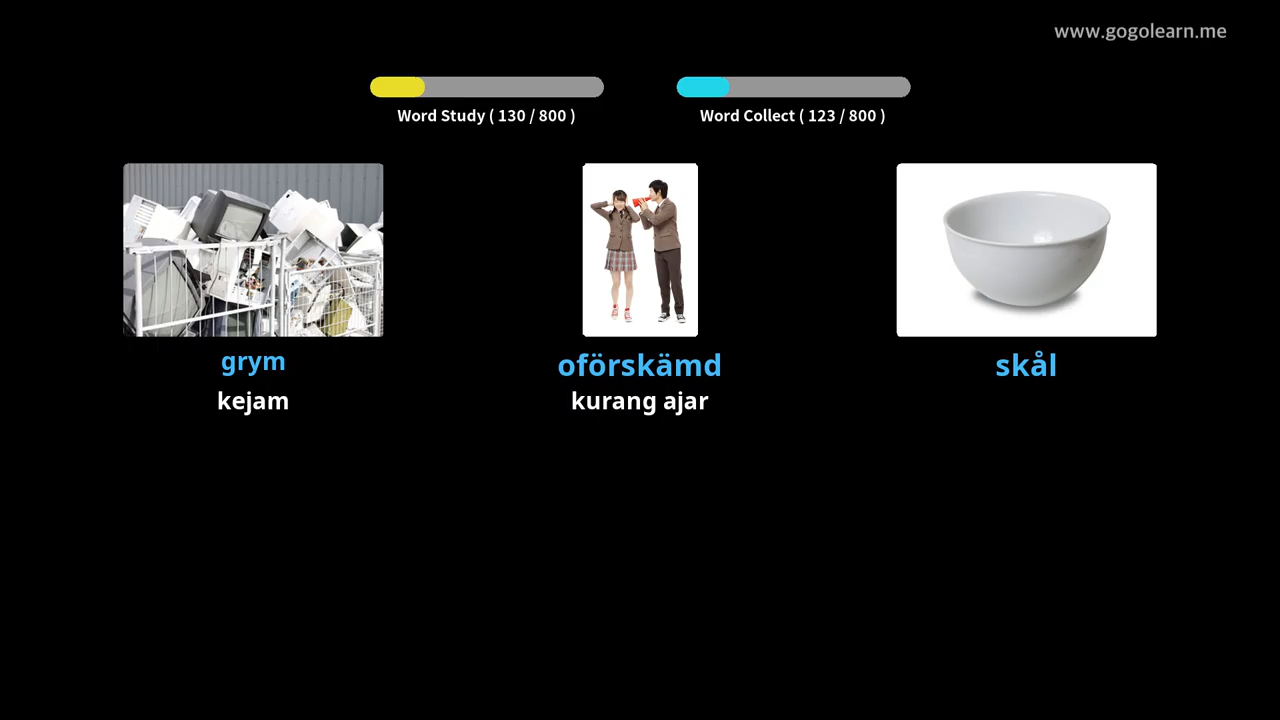 www.gogolearn.me
Word Study ( 130 / 800 )
Word Collect ( 123 / 800 )
grym
kejam
oförskämd
kurang ajar
skål